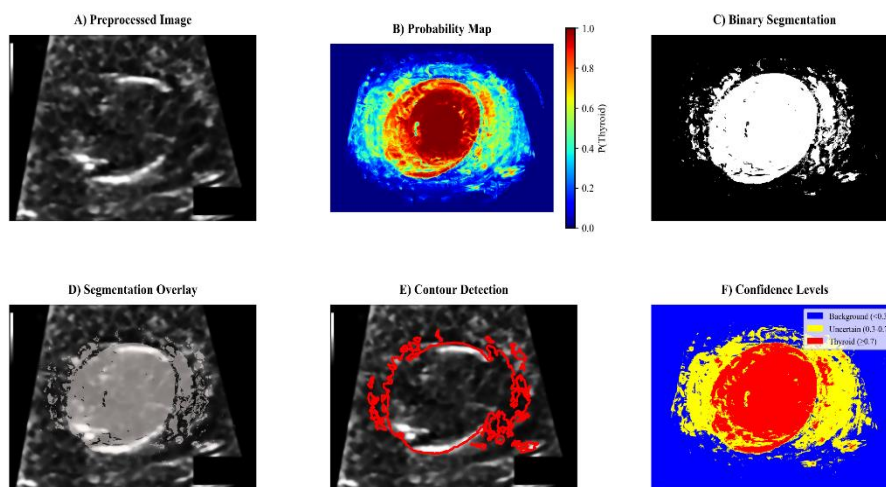 A) Preprocessed Image
B) Probability Map
1.0
0.8
0.6
0.4
0.2
0.0
P(Thyroid)
C) Binary Segmentation
D) Segmentation Overlay
E) Contour Detection
F) Confidence Levels
Background (<0.3
Uncertain (0.3-0.7
Thyroid (≥0.7)